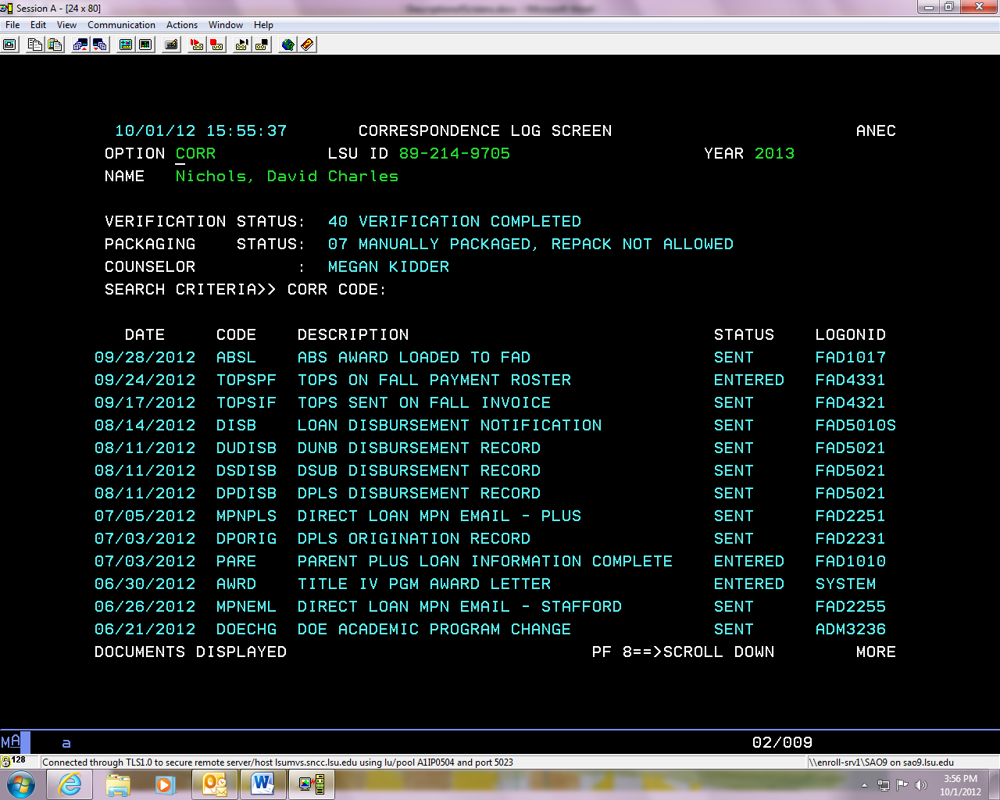 Session A - [24 x 80]
File Edit View Communication Actions Window Help
10/01/12 15:55:37 CORRESPONDENCE LOG SCREEN ANEC
OPTION CORR LSU ID 89-214-9705 YEAR 2013
NAME Nichols, David Charles
VERIFICATION STATUS: 40 VERIFICATION COMPLETED
PACKAGING STATUS: 07 MANUALLY PACKAGED, REPACK NOT ALLOWED
COUNSELOR : MEGAN KIDDER
SEARCH CRITERIA>> CORR CODE:
DATE CODE DESCRIPTION STATUS LOGONID
09/28/2012 ABSL ABS AWARD LOADED TO FAD SENT FAD1017
09/24/2012 TOPSPF TOPS ON FALL PAYMENT ROSTER ENTERED FAD4331
09/17/2012 TOPSIF TOPS SENT ON FALL INVOICE SENT FAD4321
08/14/2012 DISB LOAN DISBURSEMENT NOTIFICATION SENT FAD5010S
08/11/2012 DUDISB DUNB DISBURSEMENT RECORD SENT FAD5021
08/11/2012 DSDISB DSUB DISBURSEMENT RECORD SENT FAD5021
08/11/2012 DPDISB DPLS DISBURSEMENT RECORD SENT FAD5021
07/05/2012 MPNPLS DIRECT LOAN MPN EMAIL - PLUS SENT FAD2251
07/03/2012 DPORIG DPLS ORIGINATION RECORD SENT FAD2231
07/03/2012 PARE PARENT PLUS LOAN INFORMATION COMPLETE ENTERED FAD1010
06/30/2012 AWRD TITLE IV PGM AWARD LETTER ENTERED SYSTEM
06/26/2012 MPNEML DIRECT LOAN MPN EMAIL - STAFFORD SENT FAD2255
06/21/2012 DOECHG DOE ACADEMIC PROGRAM CHANGE SENT ADM3236
DOCUMENTS DISPLAYED PF 8==>SCROLL DOWN MORE
MA a 02/009
128 Connected through TLS1.0 to secure remote server/host lsumvs.sncc.lsu.edu using lu/pool A1IP0504 and port 5023 \\enroll-srv1\SAO9 on sao9.lsu.edu
3:56 PM
10/1/2012